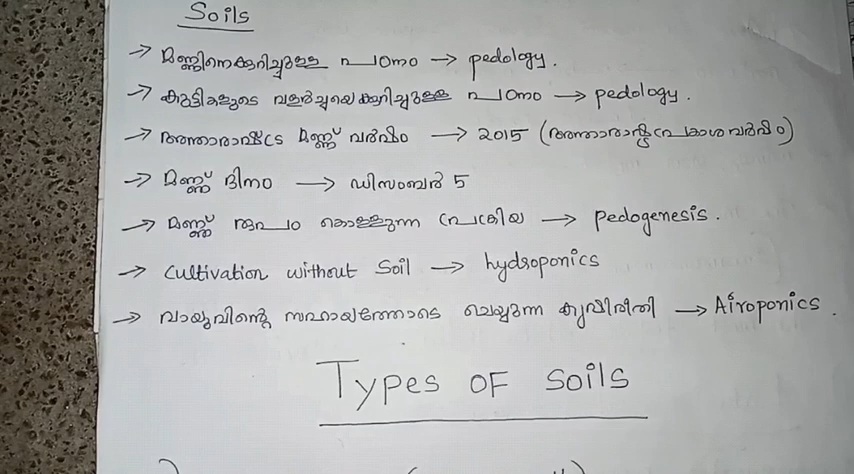 Soils
→ മണ്ണിനെക്കുറിച്ചുള്ള പഠനം → pedology.
→ കുട്ടികളുടെ വളർച്ചയെക്കുറിച്ചുള്ള പഠനം → pedology.
→ അന്താരാഷ്ട്ര മണ്ണ് വർഷം → 2015 (അന്താരാഷ്ട്ര പ്രകാശവർഷം)
→ മണ്ണ് ദിനം → ഡിസംബർ 5
→ മണ്ണ് രൂപം കൊള്ളുന്ന പ്രക്രിയ → pedogenesis.
→ Cultivation without Soil → hydroponics
→ വായുവിന്റെ സഹായത്തോടെ ചെയ്യുന്ന കൃഷിരീതി → Airoponics.
Types OF Soils